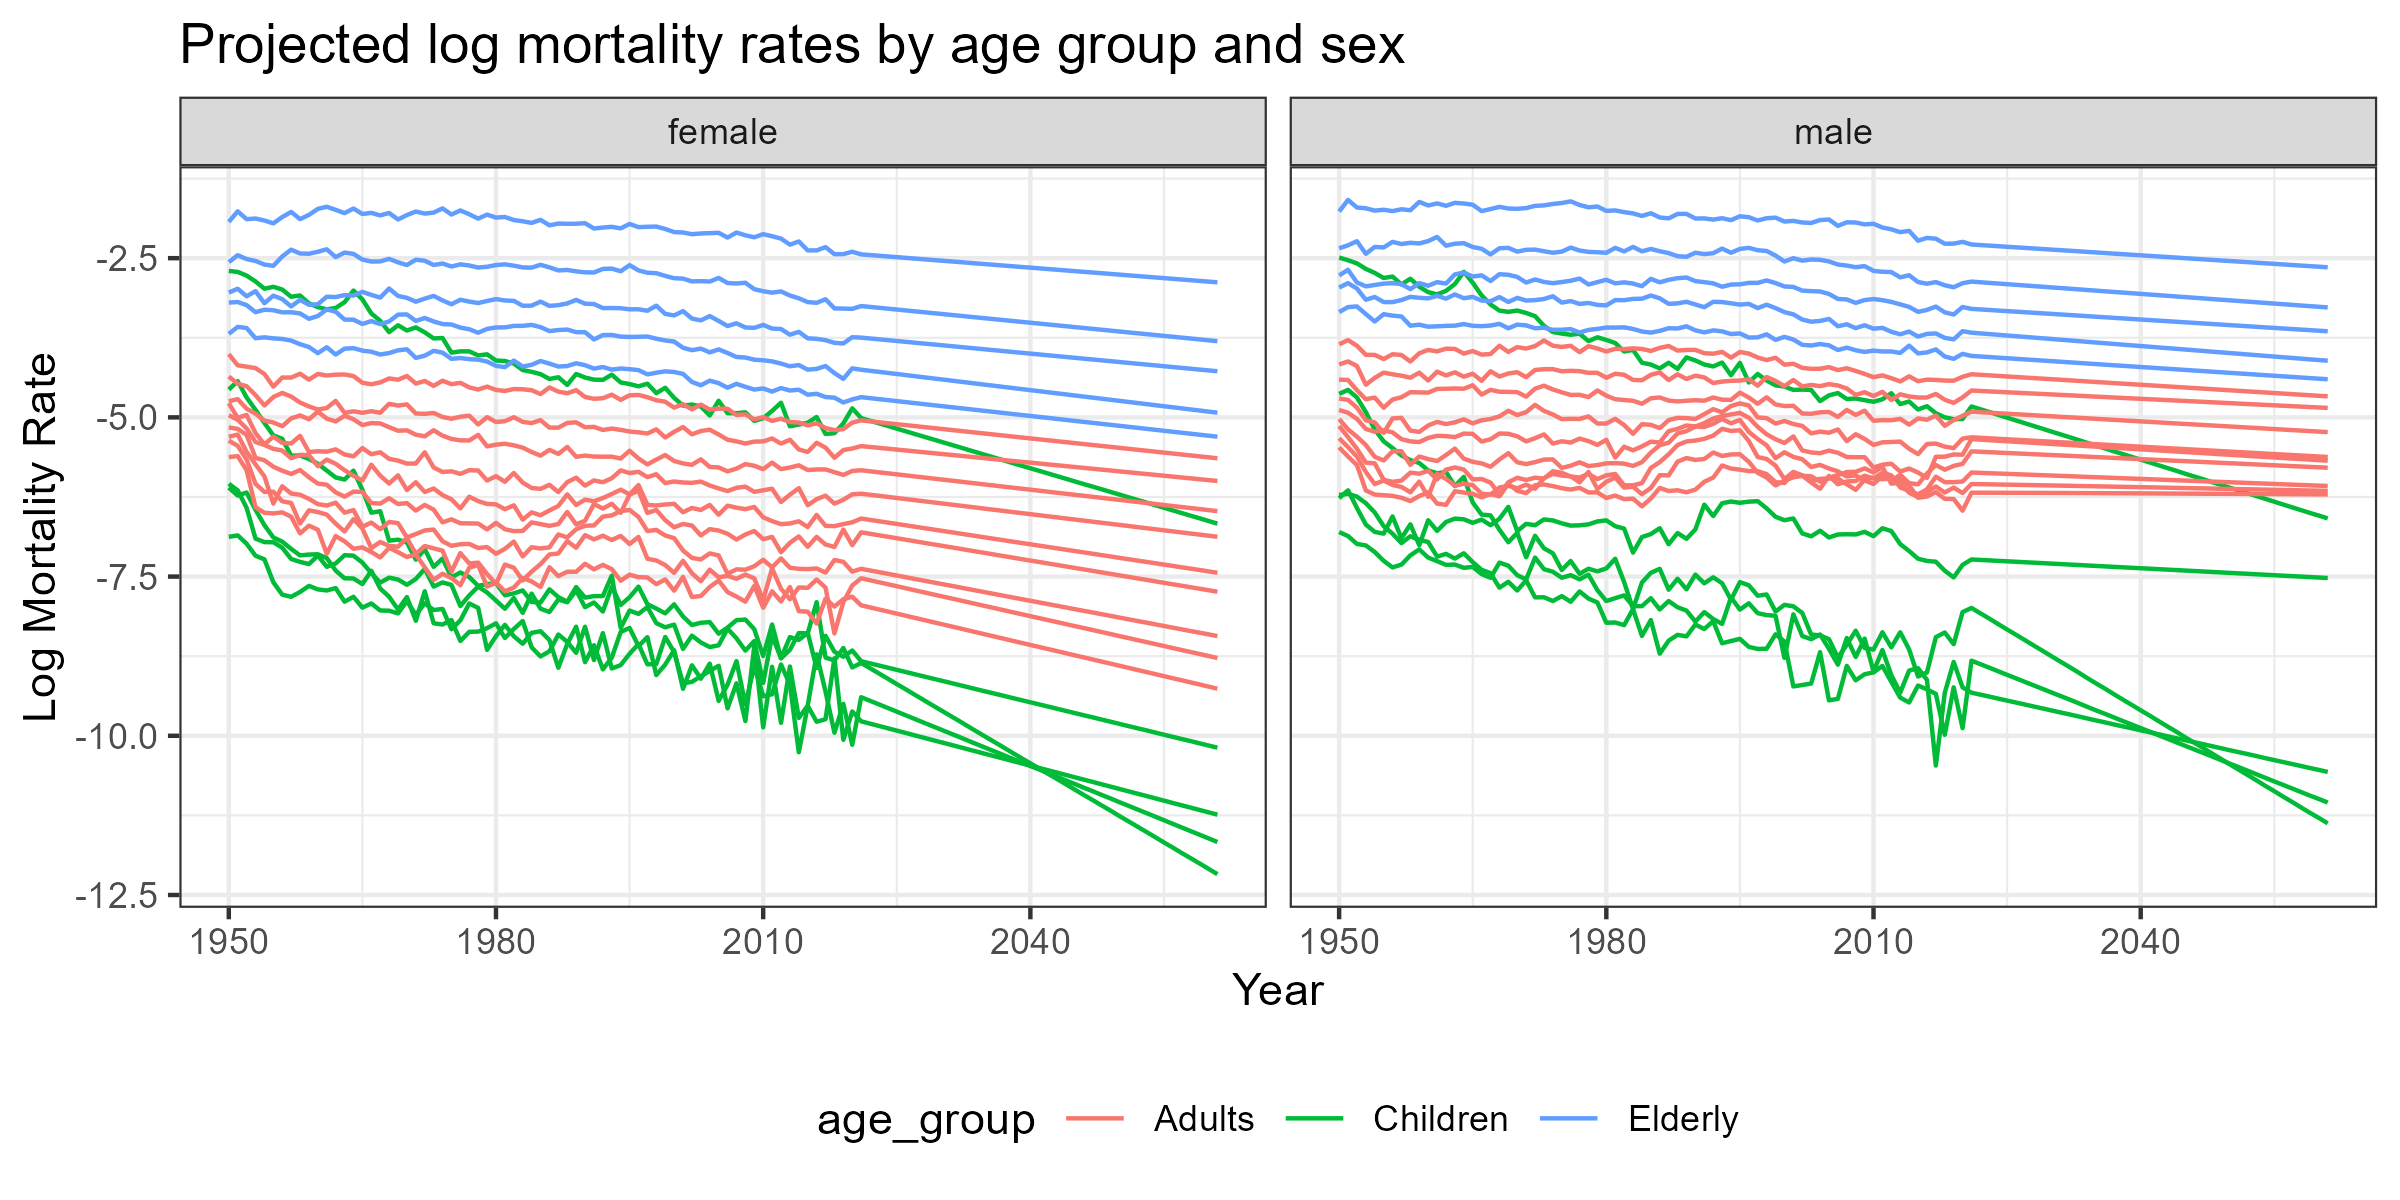 Projected log mortality rates by age group and sex
female
male
Log Mortality Rate
-2.5
-5.0
-7.5
-10.0
-12.5
1950 1980 2010 2040
1950 1980 2010 2040
Year
age_group Adults Children Elderly